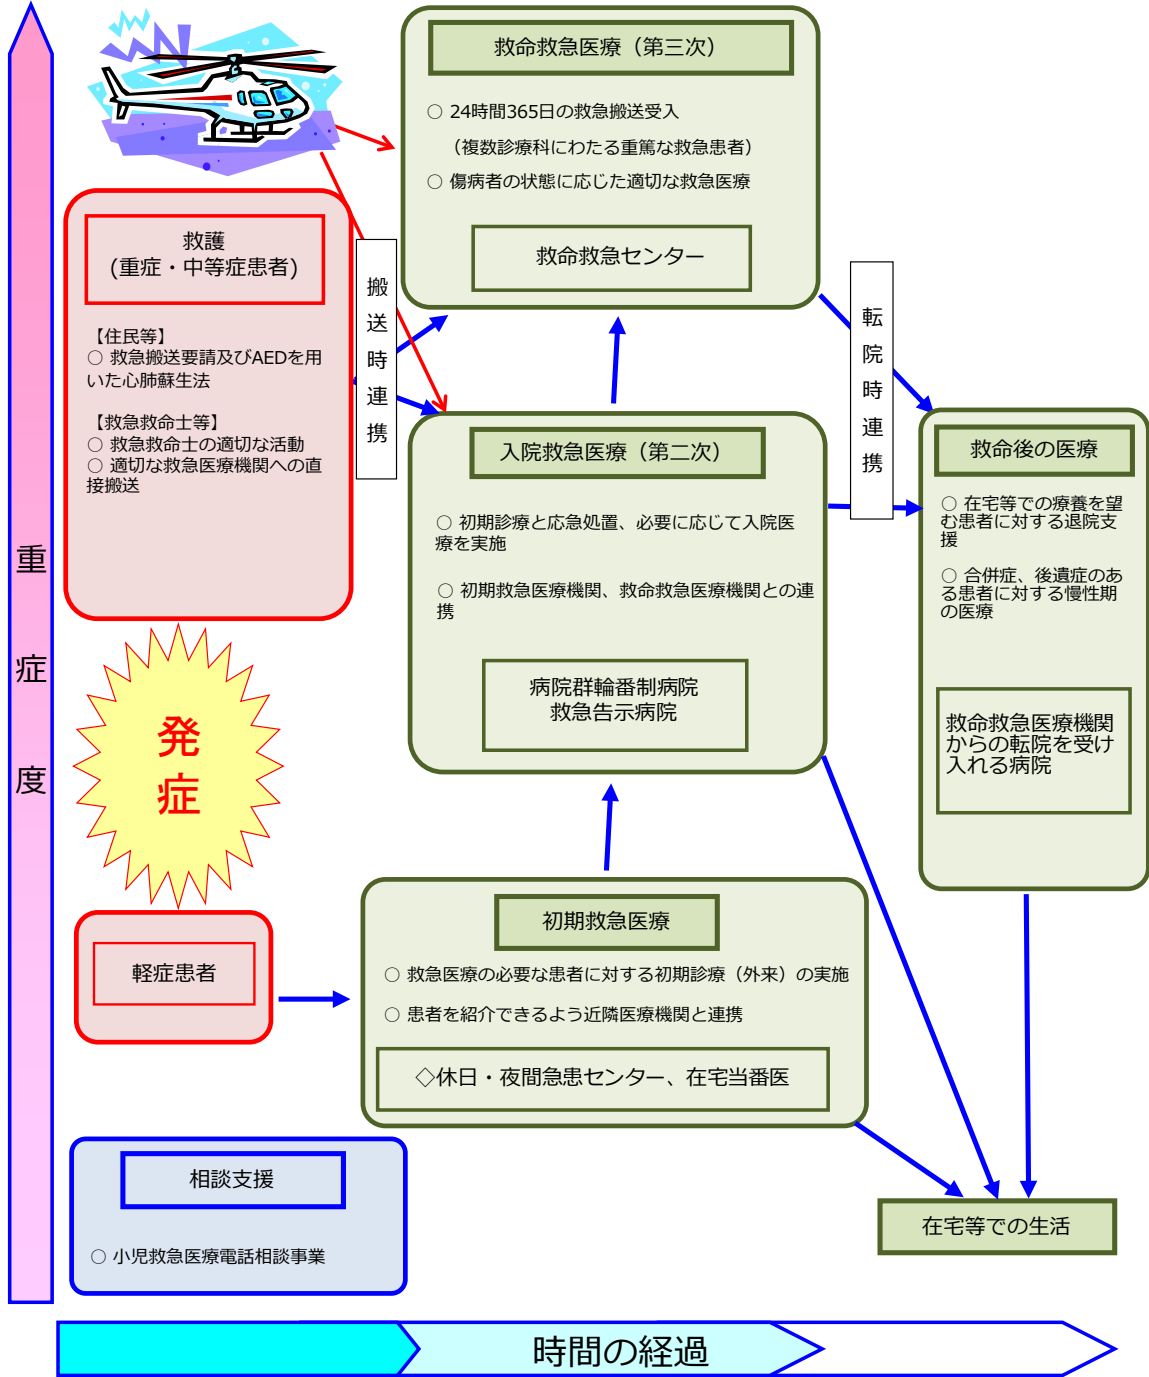 救命救急医療（第三次）
○ 24時間365日の救急搬送受入
（複数診療科にわたる重篤な救急患者）
○ 傷病者の状態に応じた適切な救急医療
救命救急センター
救護
(重症・中等症患者)
【住民等】
○ 救急搬送要請及びAEDを用
いた心肺蘇生法
【救急救命士等】
○ 救急救命士の適切な活動
○ 適切な救急医療機関への直
接搬送
搬送時連携
転院時連携
入院救急医療（第二次）
○ 初期診療と応急処置、必要に応じて入院医
療を実施
○ 初期救急医療機関、救命救急医療機関との連
携
病院群輪番制病院
救急告示病院
救命後の医療
○ 在宅等での療養を望
む患者に対する退院支
援
○ 合併症、後遺症のあ
る患者に対する慢性期
の医療
救命救急医療機関
からの転院を受け
入れる病院
重症度
発
症
軽症患者
初期救急医療
○ 救急医療の必要な患者に対する初期診療（外来）の実施
○ 患者を紹介できるよう近隣医療機関と連携
◇休日・夜間急患センター、在宅当番医
相談支援
○ 小児救急医療電話相談事業
在宅等での生活
時間の経過